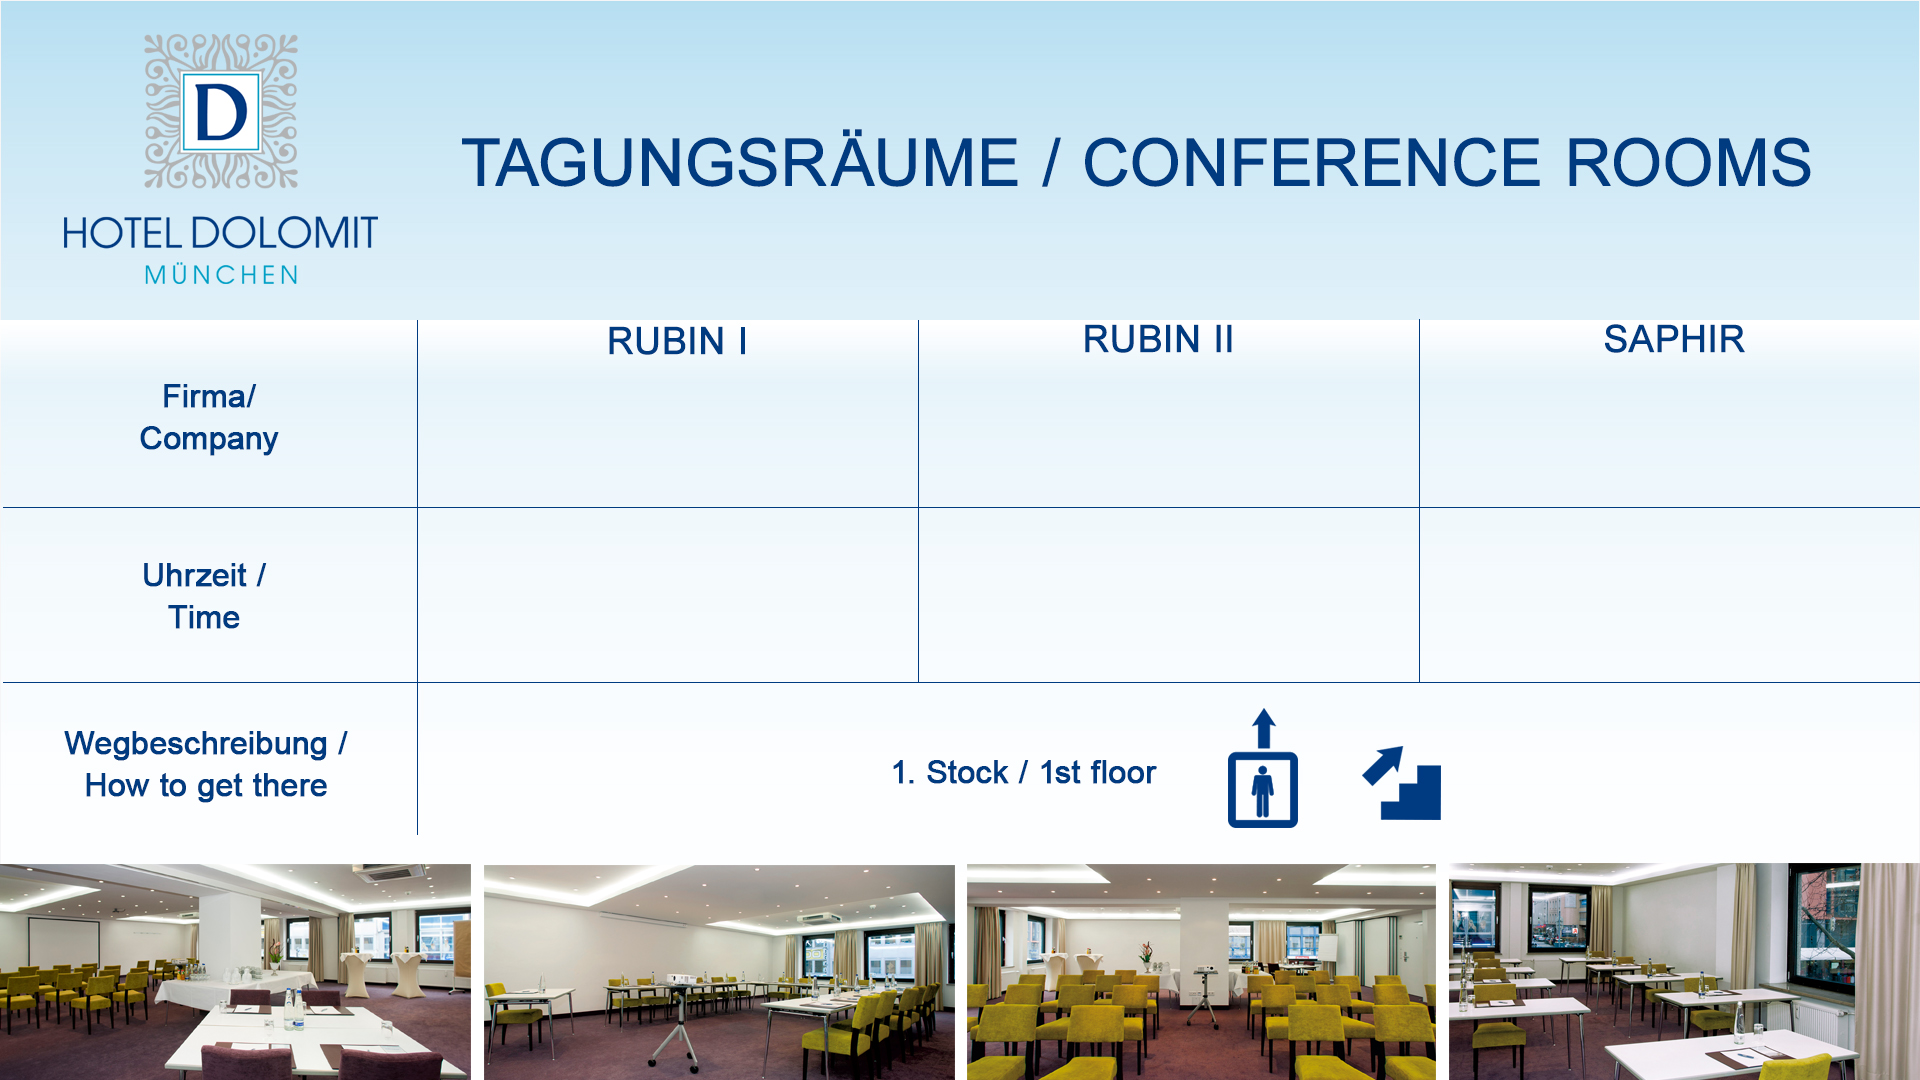 D
HOTEL DOLOMIT
MÜNCHEN
TAGUNGSRÄUME / CONFERENCE ROOMS
RUBIN I
RUBIN II
SAPHIR
Firma/
Company
Uhrzeit /
Time
Wegbeschreibung /
How to get there
1. Stock / 1st floor